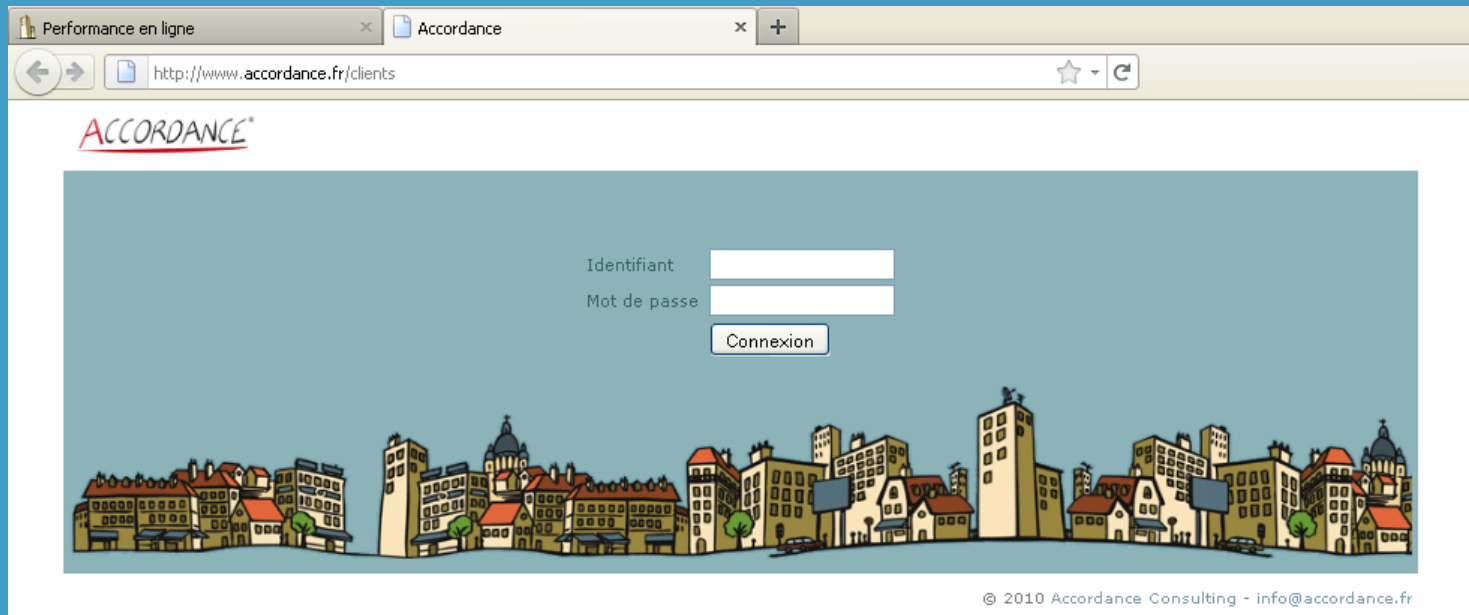 Performance en ligne
Accordance
http://www.accordance.fr/clients
ACCORDANCE®
Identifiant
Mot de passe
Connexion
© 2010 Accordance Consulting - info@accordance.fr